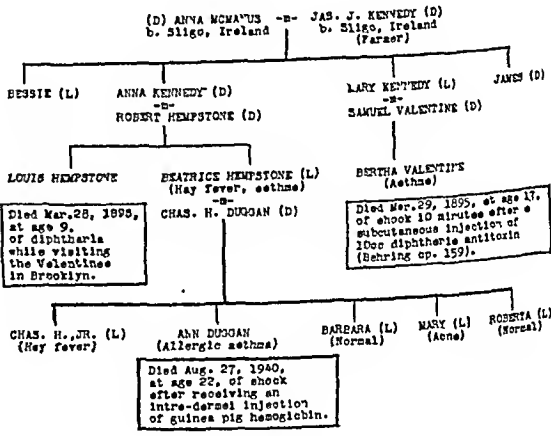 (D) ANNA MCMANUS -m- JAS. J. KENNEDY (D)
b. Sligo, Ireland b. Sligo, Ireland
(Farmer)
BESSIE (L) ANNA KENNEDY (D) MARY KENNEDY (L) JAMES (D)
-m- -m-
ROBERT HEMPSTONE (D) SAMUEL VALENTINE (D)
LOUIS HEMPSTONE BEATRICE HEMPSTONE (L) BERTHA VALENTINE
(Hay fever, asthma) (Asthma)
-m-
CHAS. H. DUGGAN (D)
Died Mar.28, 1895,
at age 9,
of diphtharia
while visiting
the Valentines
in Brooklyn.
Died Mar.29, 1895, at age 17,
of shock 10 minutes after a
subcutaneous injection of
10cc diphtheria antitoxin
(Behring op. 159).
CHAS. H.,JR. (L) ANN DUGGAN BARBARA (L) MARY (L) ROBERTA (L)
(Hay fever) (Allergic asthma) (Normal) (Acne) (Normal)
Died Aug. 27, 1940,
at age 22, of shock
after receiving an
intra-dermal injection
of guinea pig hemoglobin.